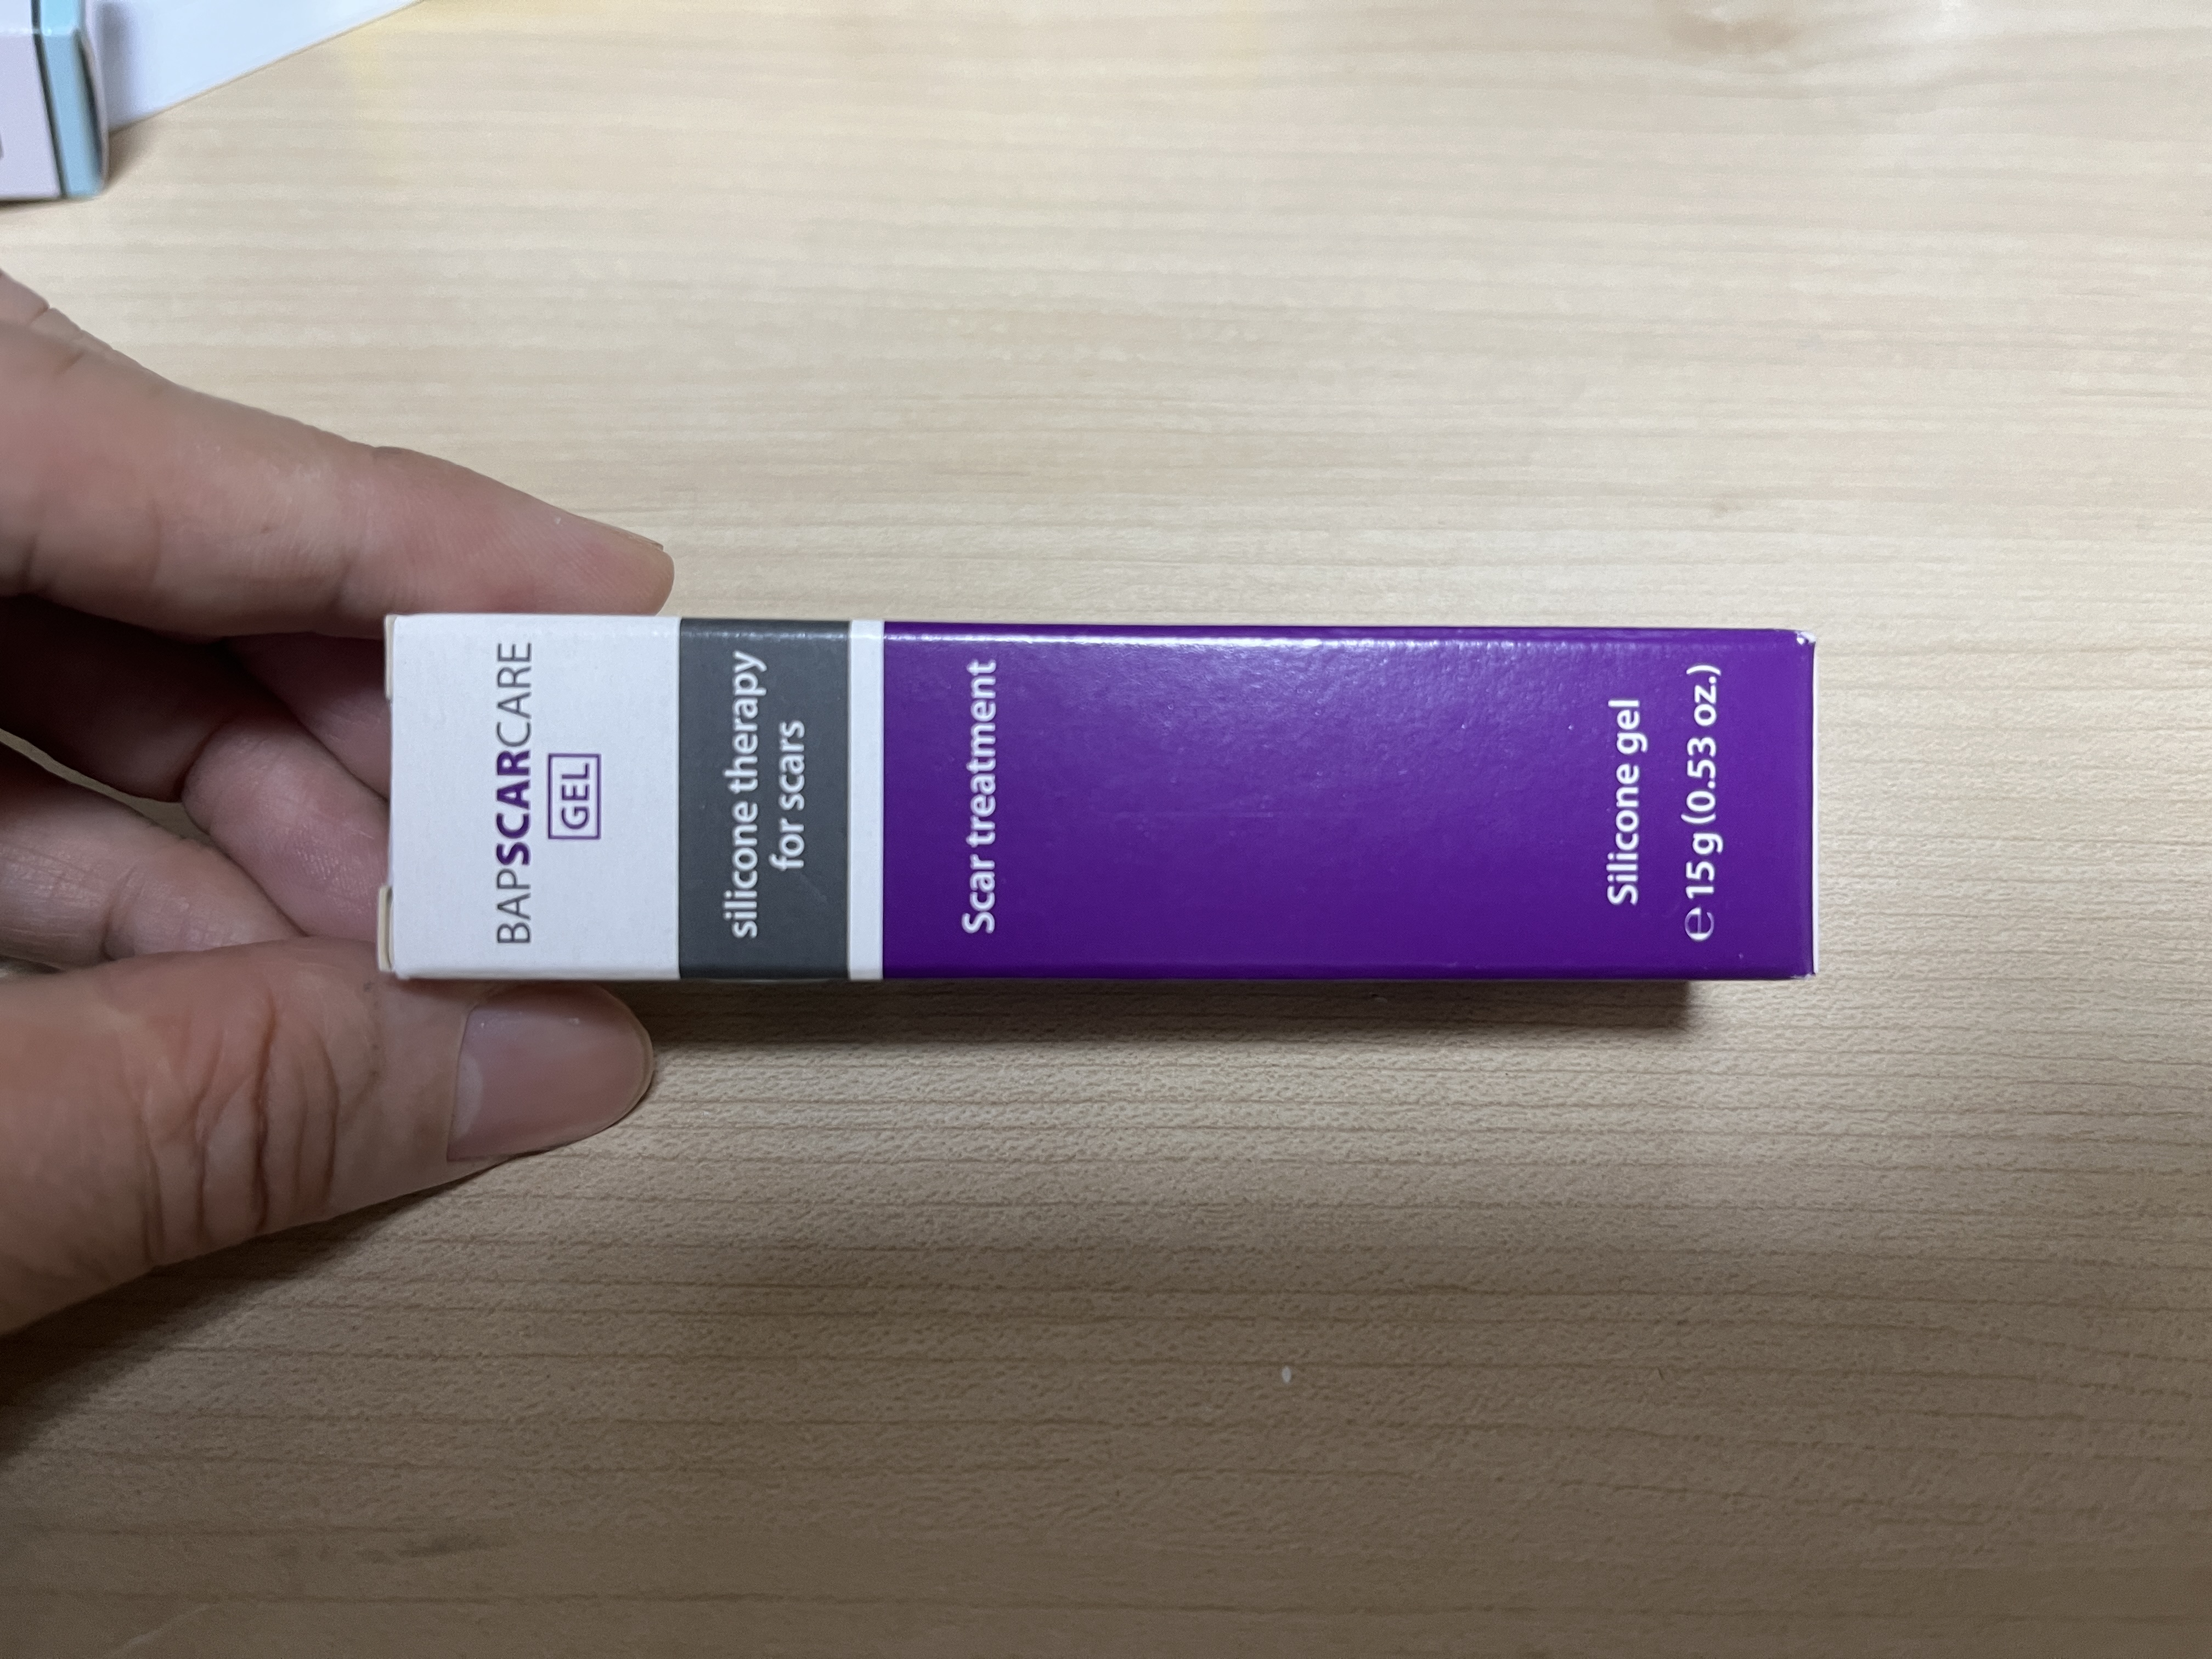 BAPSCARCARE
GEL
silicone therapy
for scars
Scar treatment
Silicone gel
℮ 15 g (0.53 oz.)